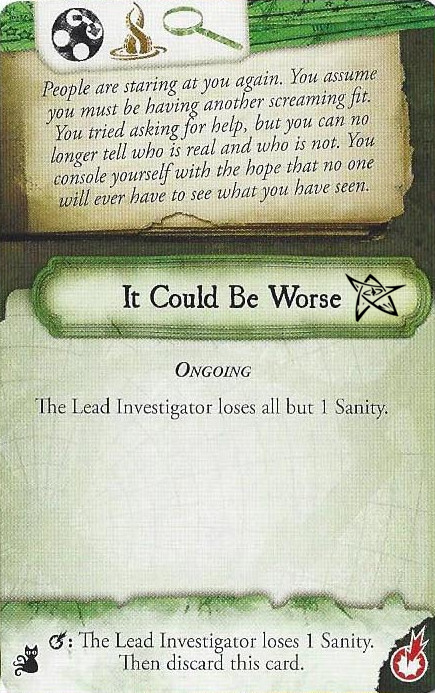 People are staring at you again. You assume
you must be having another screaming fit.
You tried asking for help, but you can no
longer tell who is real and who is not. You
console yourself with the hope that no one
will ever have to see what you have seen.
It Could Be Worse
Ongoing
The Lead Investigator loses all but 1 Sanity.
: The Lead Investigator loses 1 Sanity.
Then discard this card.